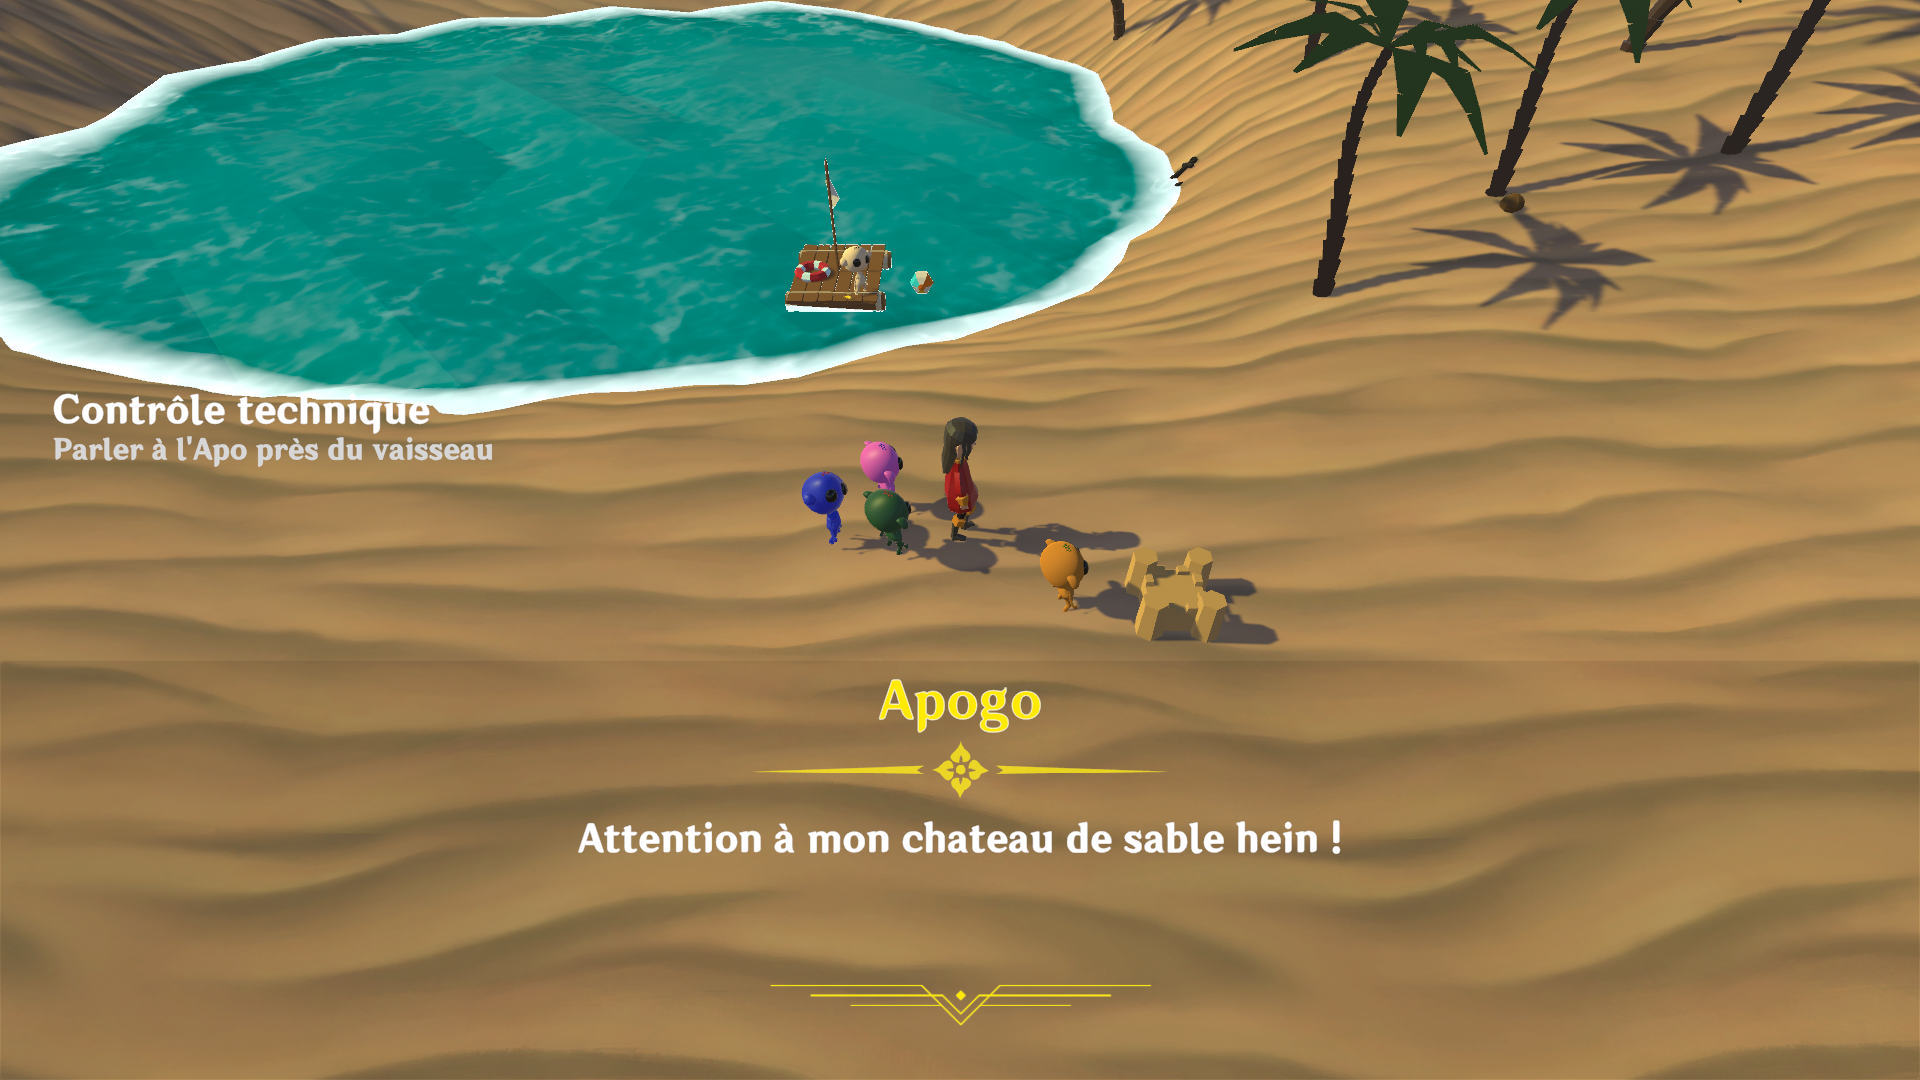 Contrôle technique
Parler à l'Apo près du vaisseau
Apogo
Attention à mon chateau de sable hein !